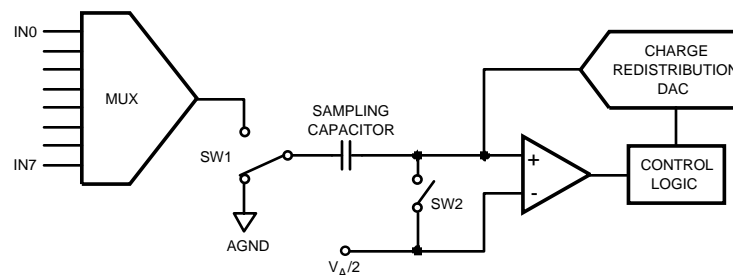 IN0
MUX
IN7
SW1
AGND
SAMPLING
CAPACITOR
SW2
VA/2
+
-
CHARGE
REDISTRIBUTION
DAC
CONTROL
LOGIC